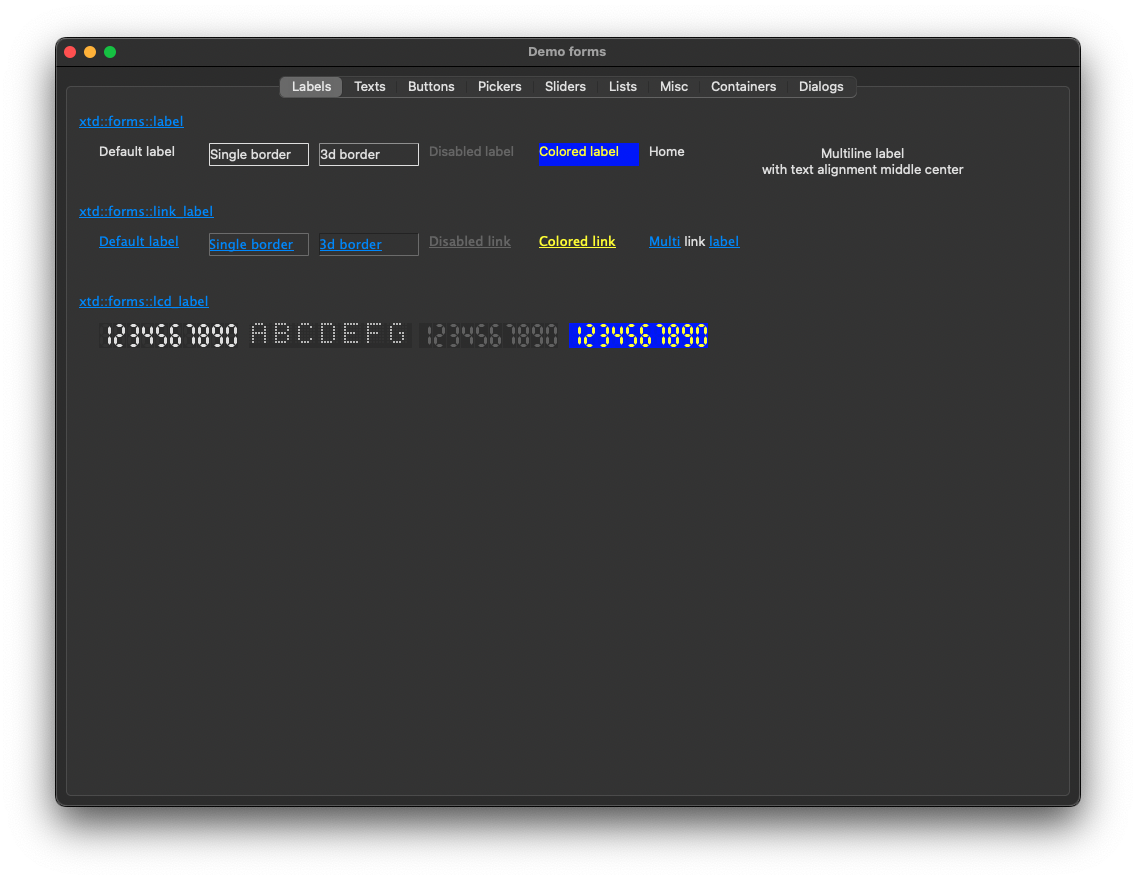 Demo forms
Labels Texts Buttons Pickers Sliders Lists Misc Containers Dialogs
xtd::forms::label
Default label Single border 3d border Disabled label Colored label Home Multiline label
with text alignment middle center
xtd::forms::link_label
Default label Single border 3d border Disabled link Colored link Multi link label
xtd::forms::lcd_label
1234567890 ABCDEFG 1234567890 1234567890